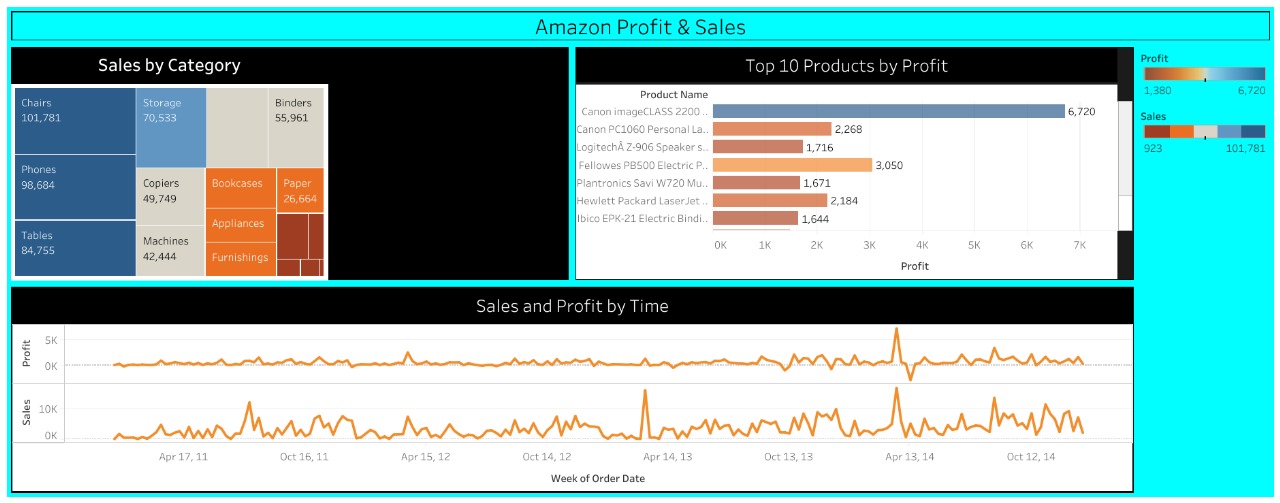 Amazon Profit & Sales
Sales by Category
Chairs
101,781
Phones
98,684
Tables
84,755
Storage
70,533
Copiers
49,749
Machines
42,444
Binders
55,961
Bookcases
Appliances
Furnishings
Paper
26,664
Top 10 Products by Profit
Product Name
Canon imageCLASS 2200 .. 6,720
Canon PC1060 Personal La.. 2,268
Logitechå Z-906 Speaker s.. 1,716
Fellowes PB500 Electric P.. 3,050
Plantronics Savi W720 Mu.. 1,671
Hewlett Packard LaserJet .. 2,184
Ibico EPK-21 Electric Bindi.. 1,644
0K 1K 2K 3K 4K 5K 6K 7K
Profit
Profit
1,380 6,720
Sales
923 101,781
Sales and Profit by Time
Profit
5K
0K
Sales
10K
0K
Apr 17, 11 Oct 16, 11 Apr 15, 12 Oct 14, 12 Apr 14, 13 Oct 13, 13 Apr 13, 14 Oct 12, 14
Week of Order Date